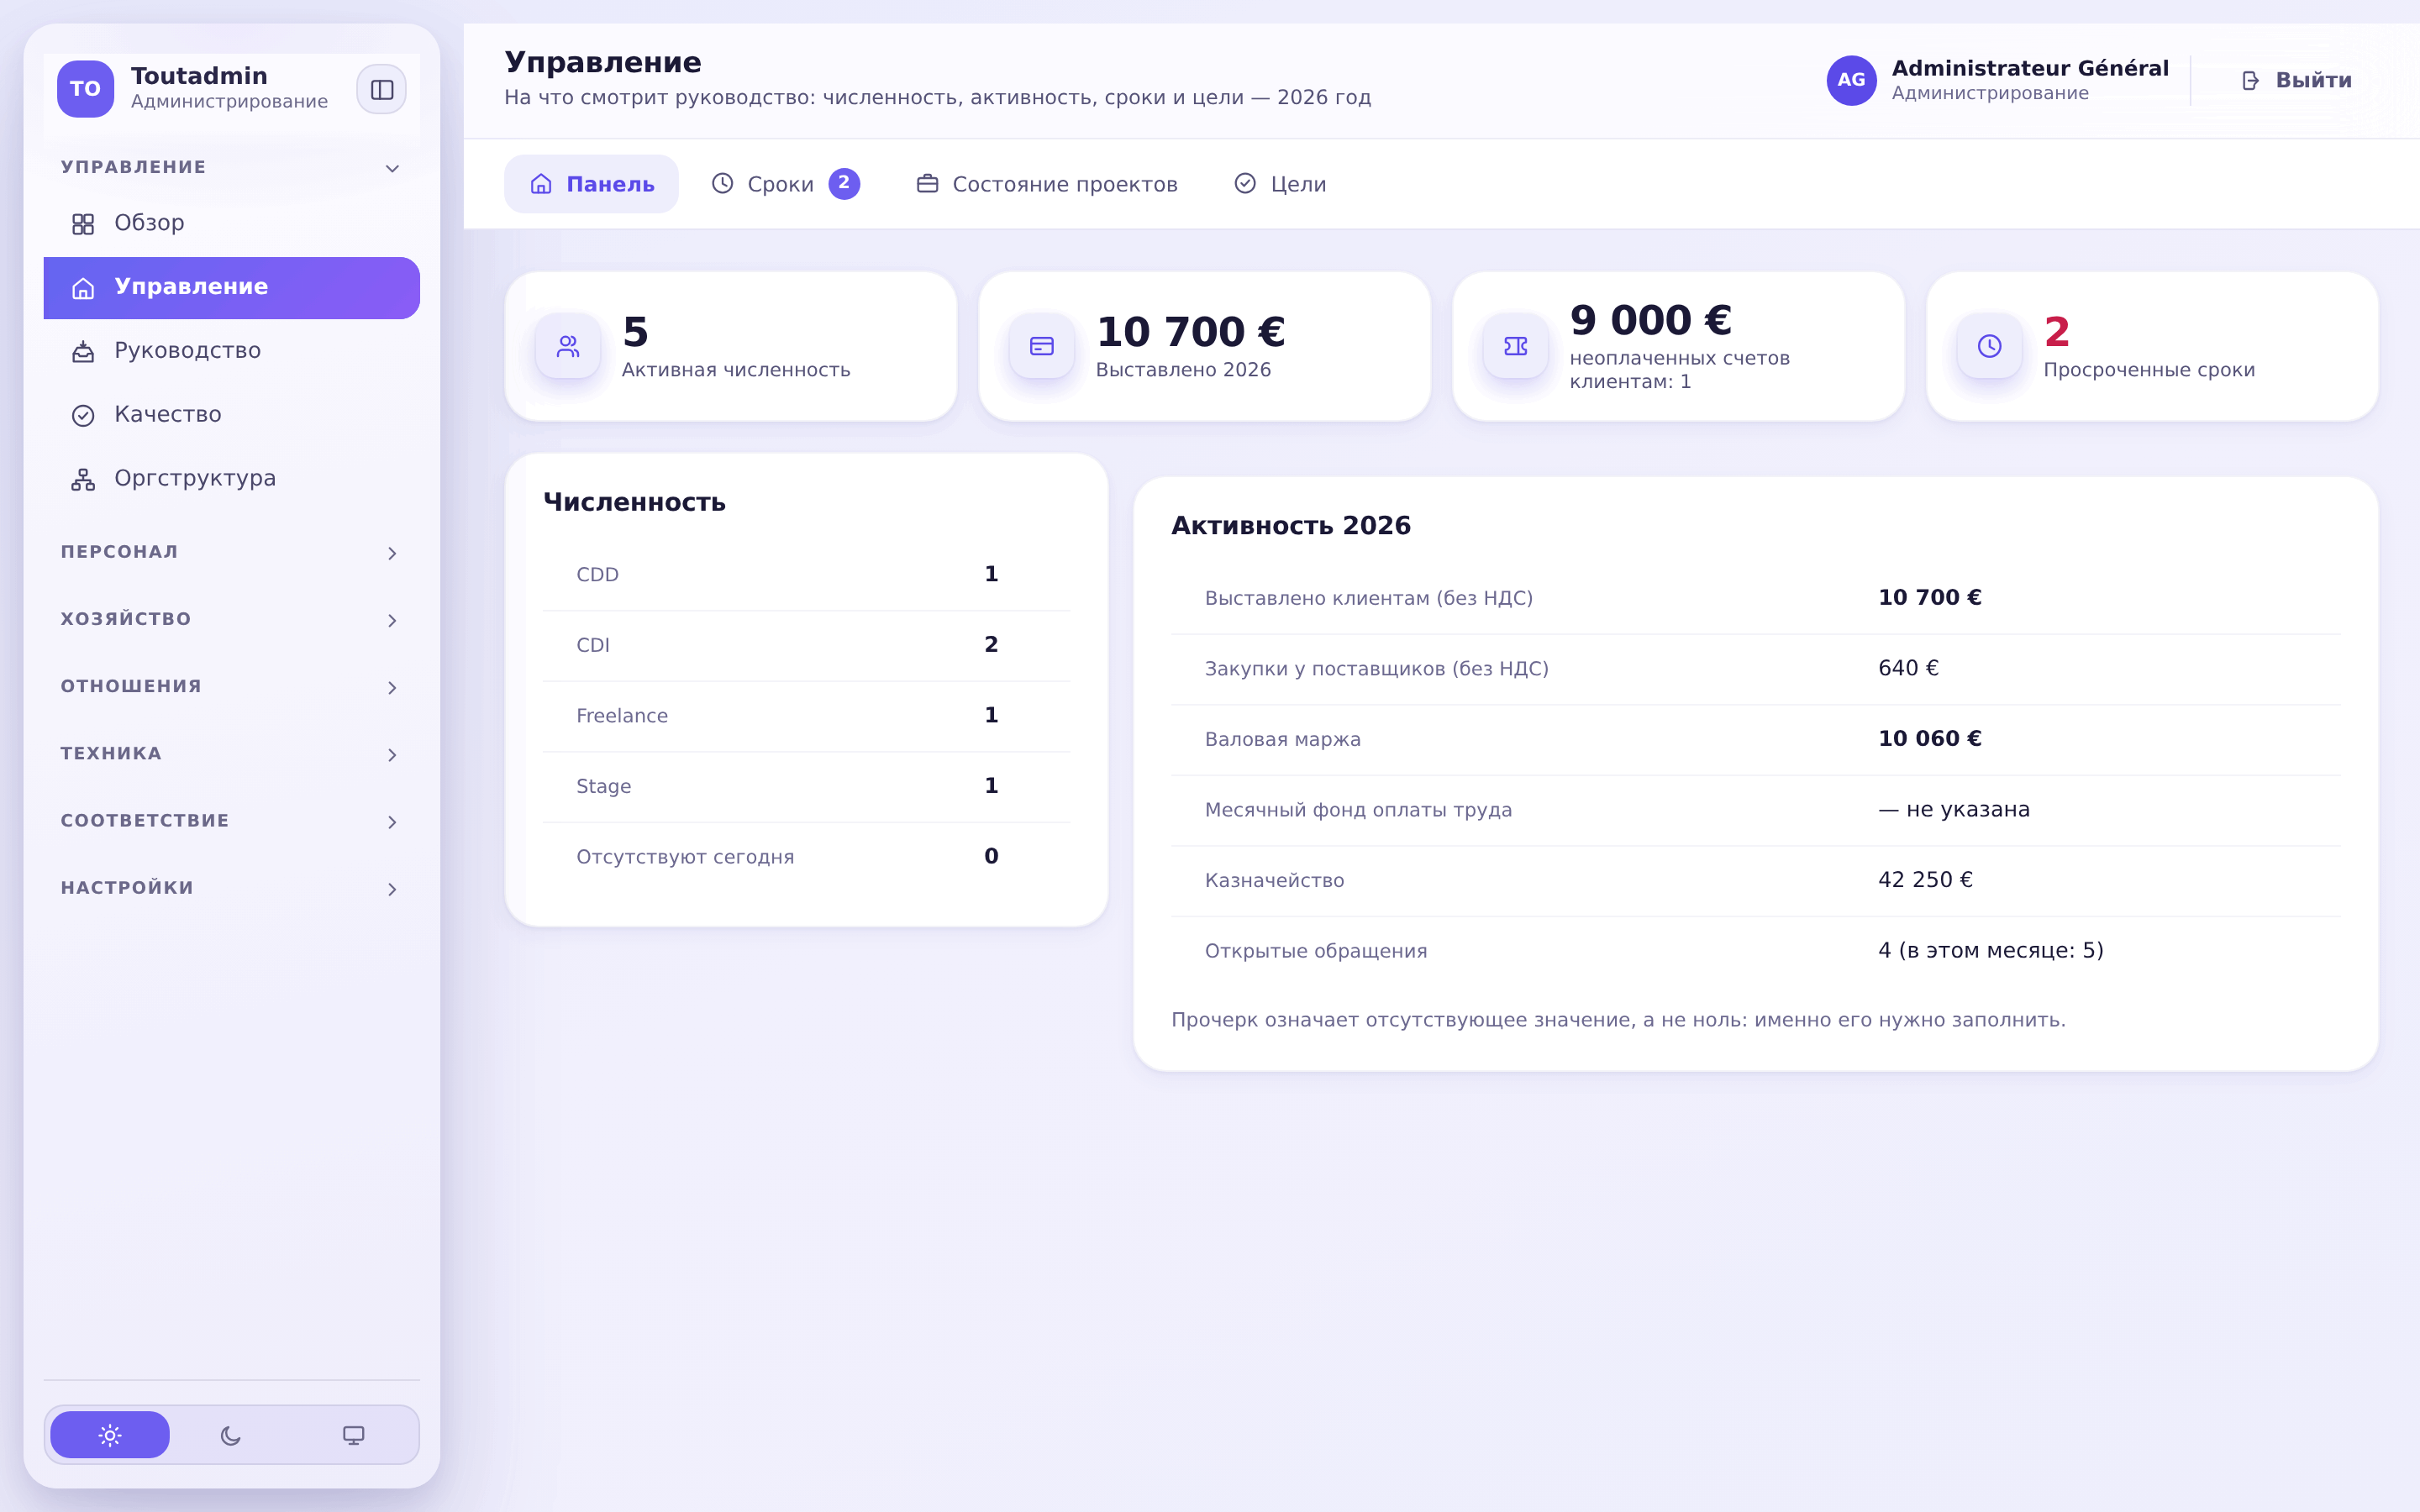 TO
Toutadmin
Администрирование
УПРАВЛЕНИЕ
Обзор
Управление
Руководство
Качество
Оргструктура
ПЕРСОНАЛ
ХОЗЯЙСТВО
ОТНОШЕНИЯ
ТЕХНИКА
СООТВЕТСТВИЕ
НАСТРОЙКИ
Управление
На что смотрит руководство: численность, активность, сроки и цели — 2026 год
AG
Administrateur Général
Администрирование
Выйти
Панель
Сроки 2
Состояние проектов
Цели
5
Активная численность
10 700 €
Выставлено 2026
9 000 €
неоплаченных счетов
клиентам: 1
2
Просроченные сроки
Численность
CDD 1
CDI 2
Freelance 1
Stage 1
Отсутствуют сегодня 0
Активность 2026
Выставлено клиентам (без НДС) 10 700 €
Закупки у поставщиков (без НДС) 640 €
Валовая маржа 10 060 €
Месячный фонд оплаты труда — не указана
Казначейство 42 250 €
Открытые обращения 4 (в этом месяце: 5)
Прочерк означает отсутствующее значение, а не ноль: именно его нужно заполнить.